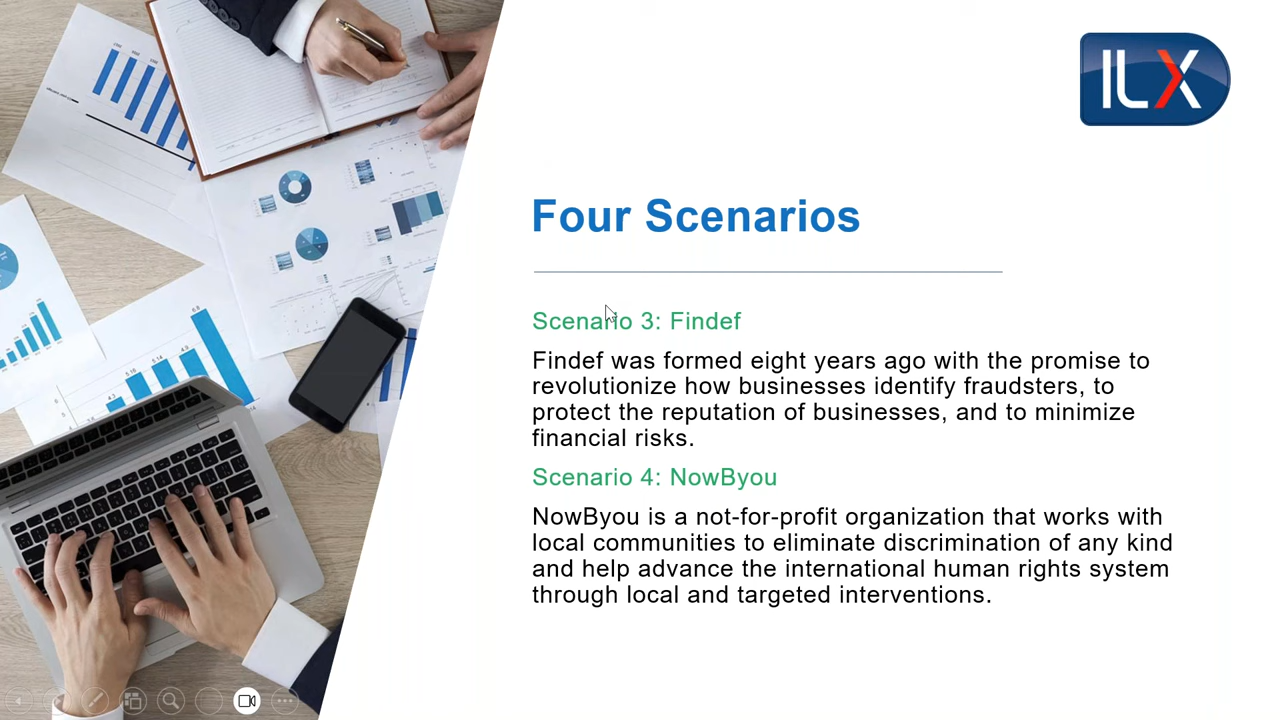 ILX
Four Scenarios
Scenario 3: Findef
Findef was formed eight years ago with the promise to
revolutionize how businesses identify fraudsters, to
protect the reputation of businesses, and to minimize
financial risks.
Scenario 4: NowByou
NowByou is a not-for-profit organization that works with
local communities to eliminate discrimination of any kind
and help advance the international human rights system
through local and targeted interventions.